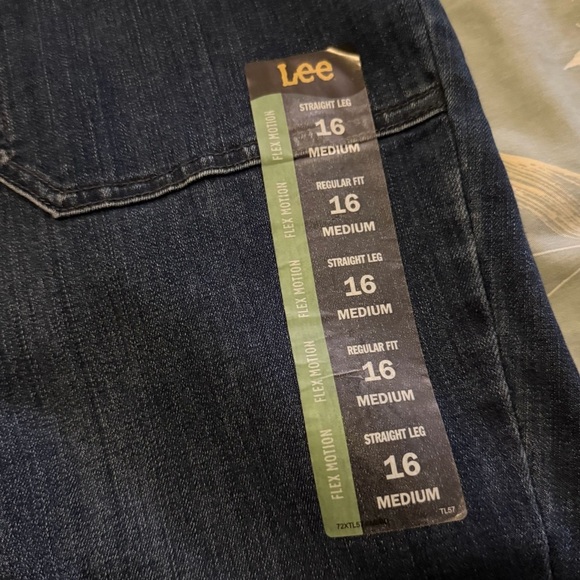 Lee
STRAIGHT LEG
16
MEDIUM
FLEX MOTION
REGULAR FIT
16
MEDIUM
FLEX MOTION
STRAIGHT LEG
16
MEDIUM
FLEX MOTION
REGULAR FIT
16
MEDIUM
FLEX MOTION
STRAIGHT LEG
16
MEDIUM
FLEX MOTION
TL57